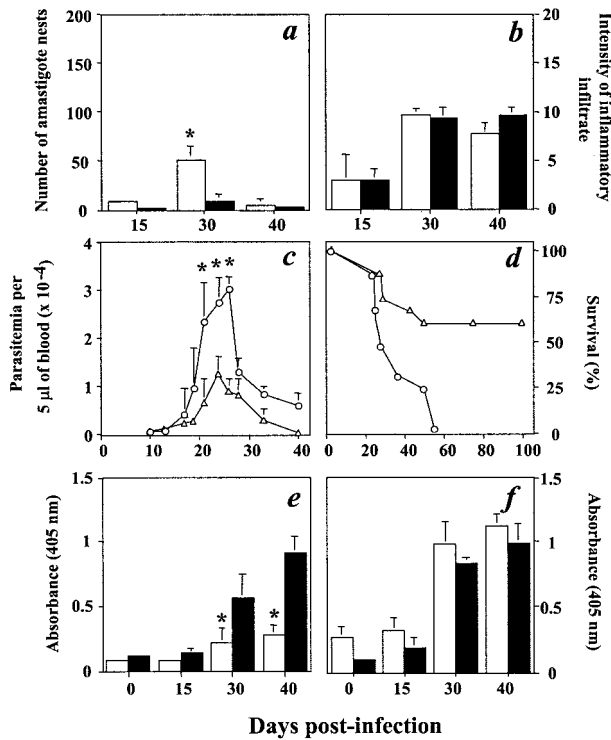 a
Number of amastigote nests
200
150
100
50
0
*
15 30 40
b
20
15
10
5
0
Intensity of inflammatory
infiltrate
15 30 40
c
Parasitemia per
5 µl of blood (x 10⁻⁴)
4
3
2
1
0
* * *
0 10 20 30 40
d
100
75
50
25
0
Survival (%)
0 20 40 60 80 100
e
Absorbance (405 nm)
1.5
1
0.5
0
* *
0 15 30 40
f
1.5
1
0.5
0
Absorbance (405 nm)
0 15 30 40
Days post-infection